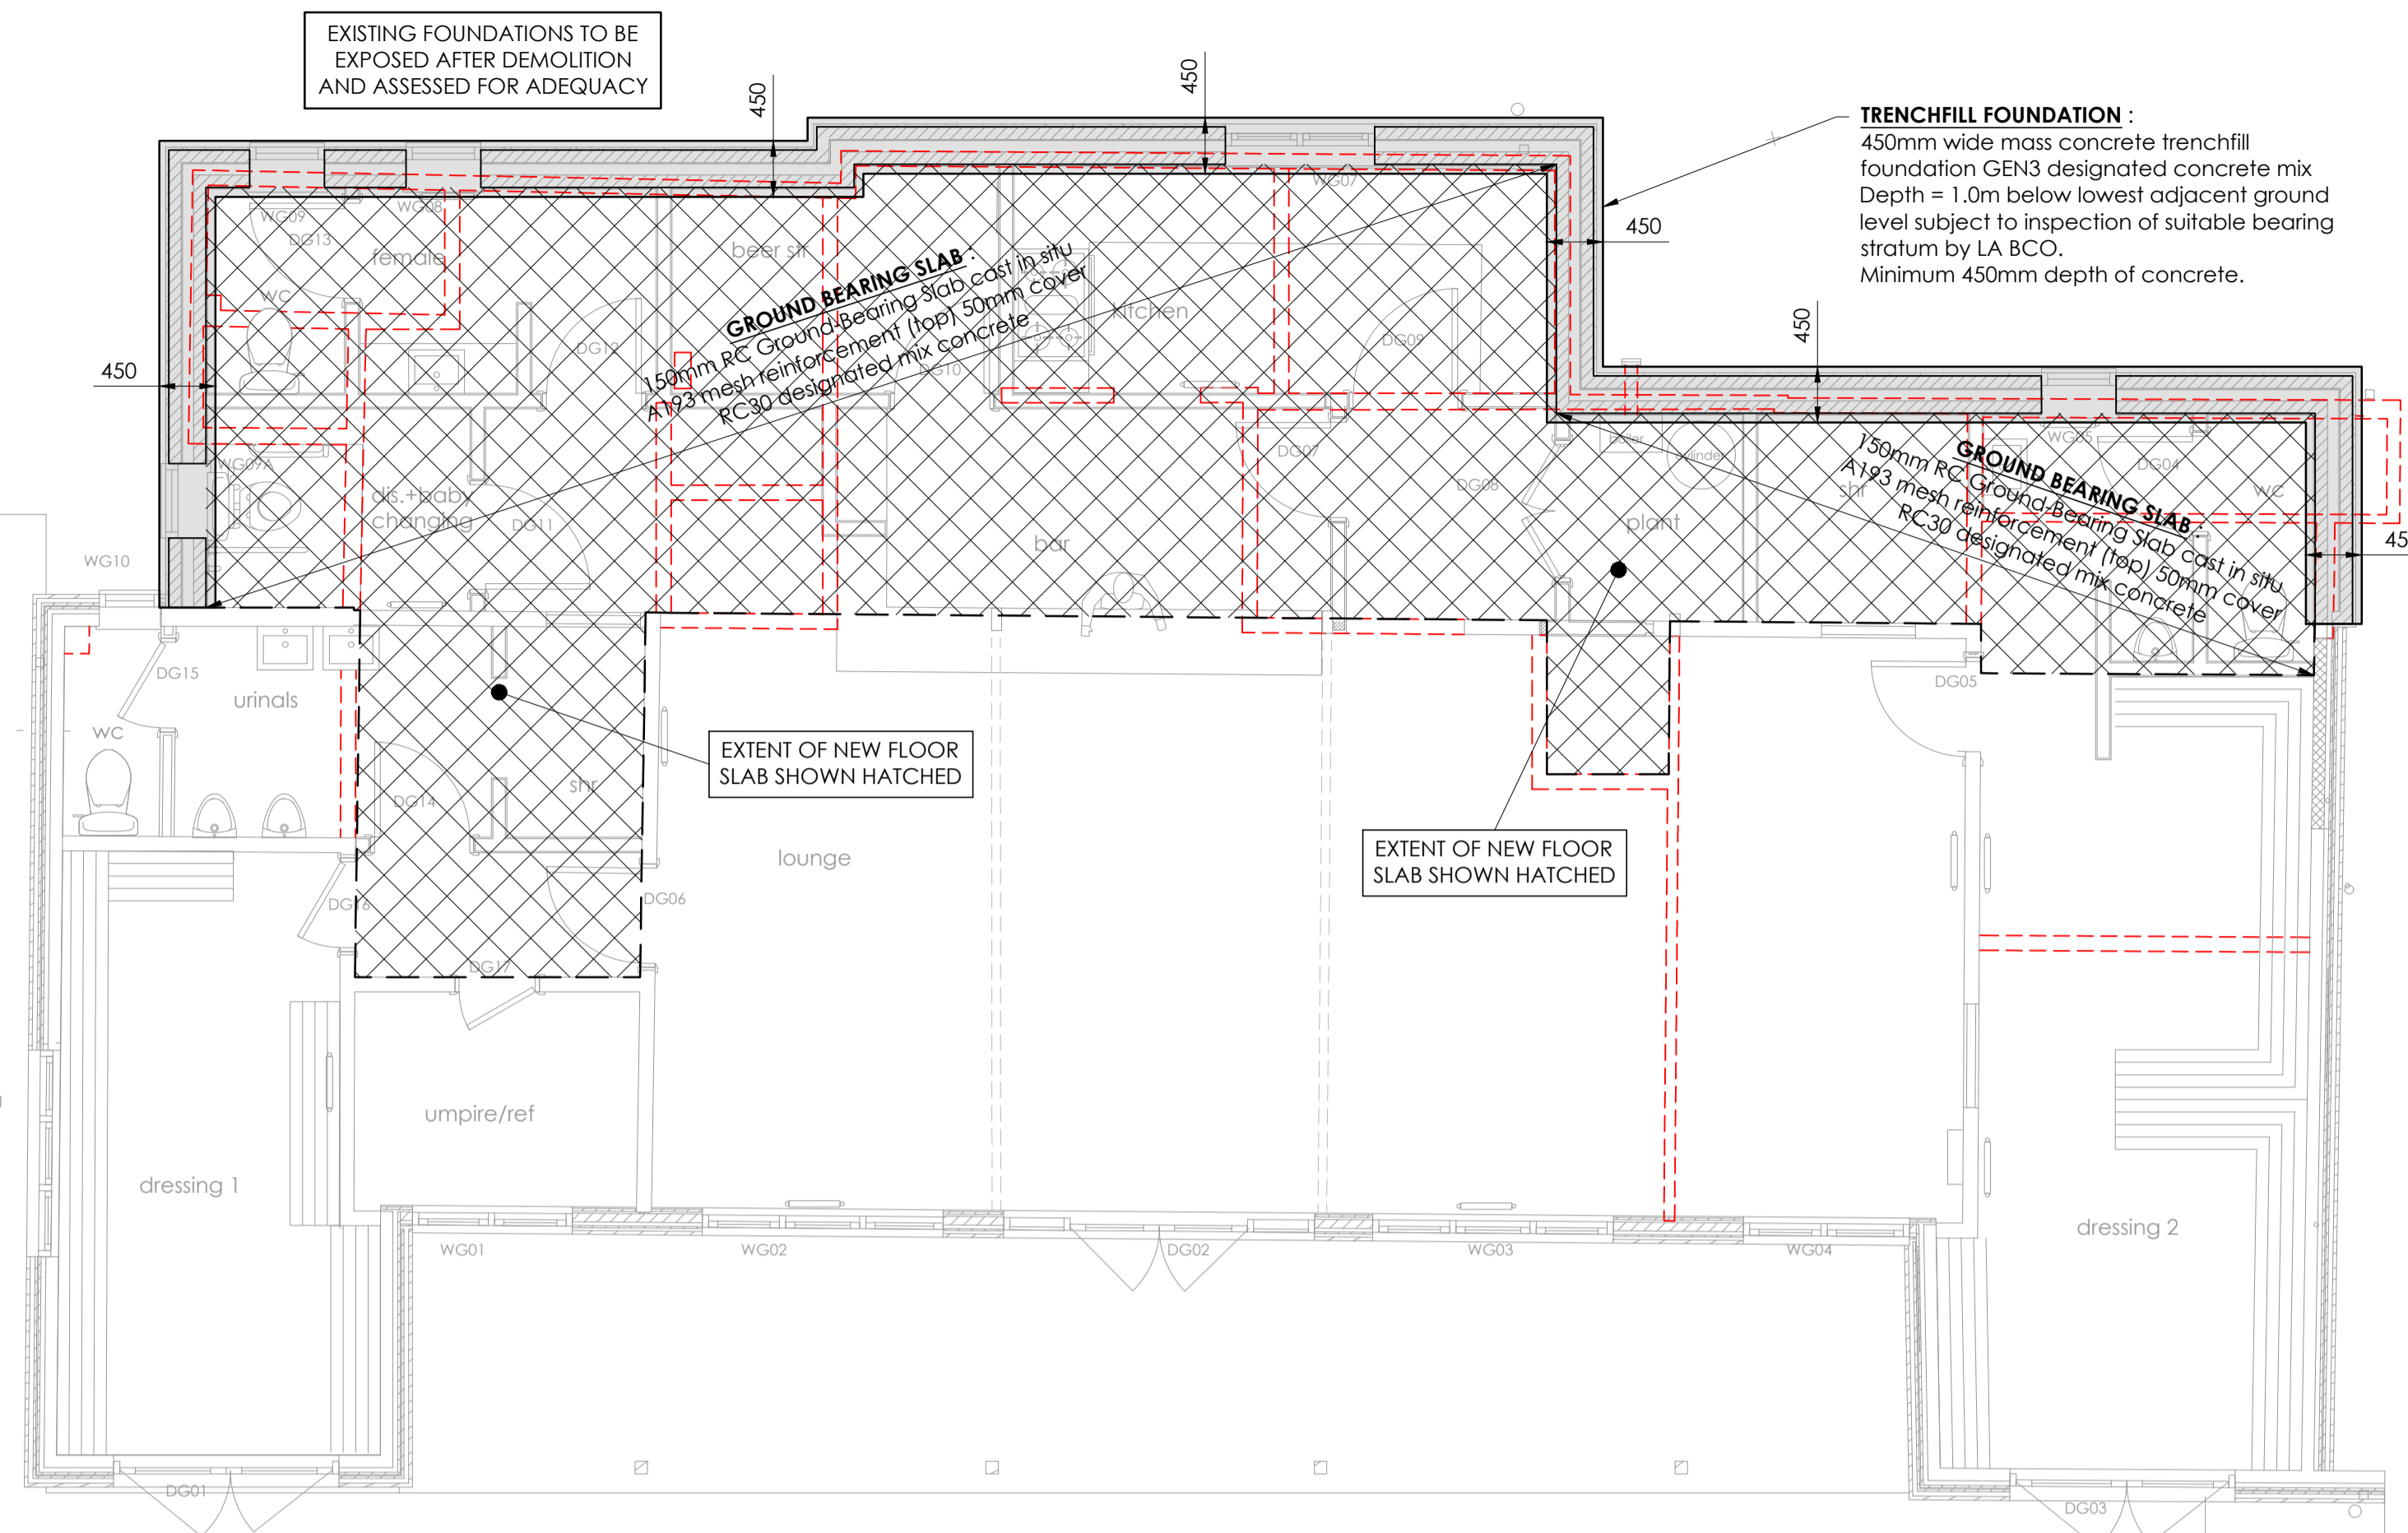 EXISTING FOUNDATIONS TO BE
EXPOSED AFTER DEMOLITION
AND ASSESSED FOR ADEQUACY
450
450
TRENCHFILL FOUNDATION :
450mm wide mass concrete trenchfill
foundation GEN3 designated concrete mix
Depth = 1.0m below lowest adjacent ground
level subject to inspection of suitable bearing
stratum by LA BCO.
Minimum 450mm depth of concrete.
450
450
450
45
WG09
DG13
WG08
female
WC
beer str
WG07
kitchen
DG12
DG10
DG09
GROUND BEARING SLAB :
150mm RC Ground-Bearing Slab cast in situ
A193 mesh reinforcement (top) 50mm cover
RC30 designated mix concrete
WG09A
dis.+baby
changing
DG11
bar
DG07
DG08
boiler
cylinder
plant
shr
WG05
DG04
WC
GROUND BEARING SLAB :
150mm RC Ground-Bearing Slab cast in situ
A193 mesh reinforcement (top) 50mm cover
RC30 designated mix concrete
WG10
DG15
urinals
WC
EXTENT OF NEW FLOOR
SLAB SHOWN HATCHED
DG05
DG14
shr
lounge
EXTENT OF NEW FLOOR
SLAB SHOWN HATCHED
DG16
DG06
DG17
umpire/ref
dressing 1
dressing 2
WG01
WG02
DG02
WG03
WG04
DG01
DG03